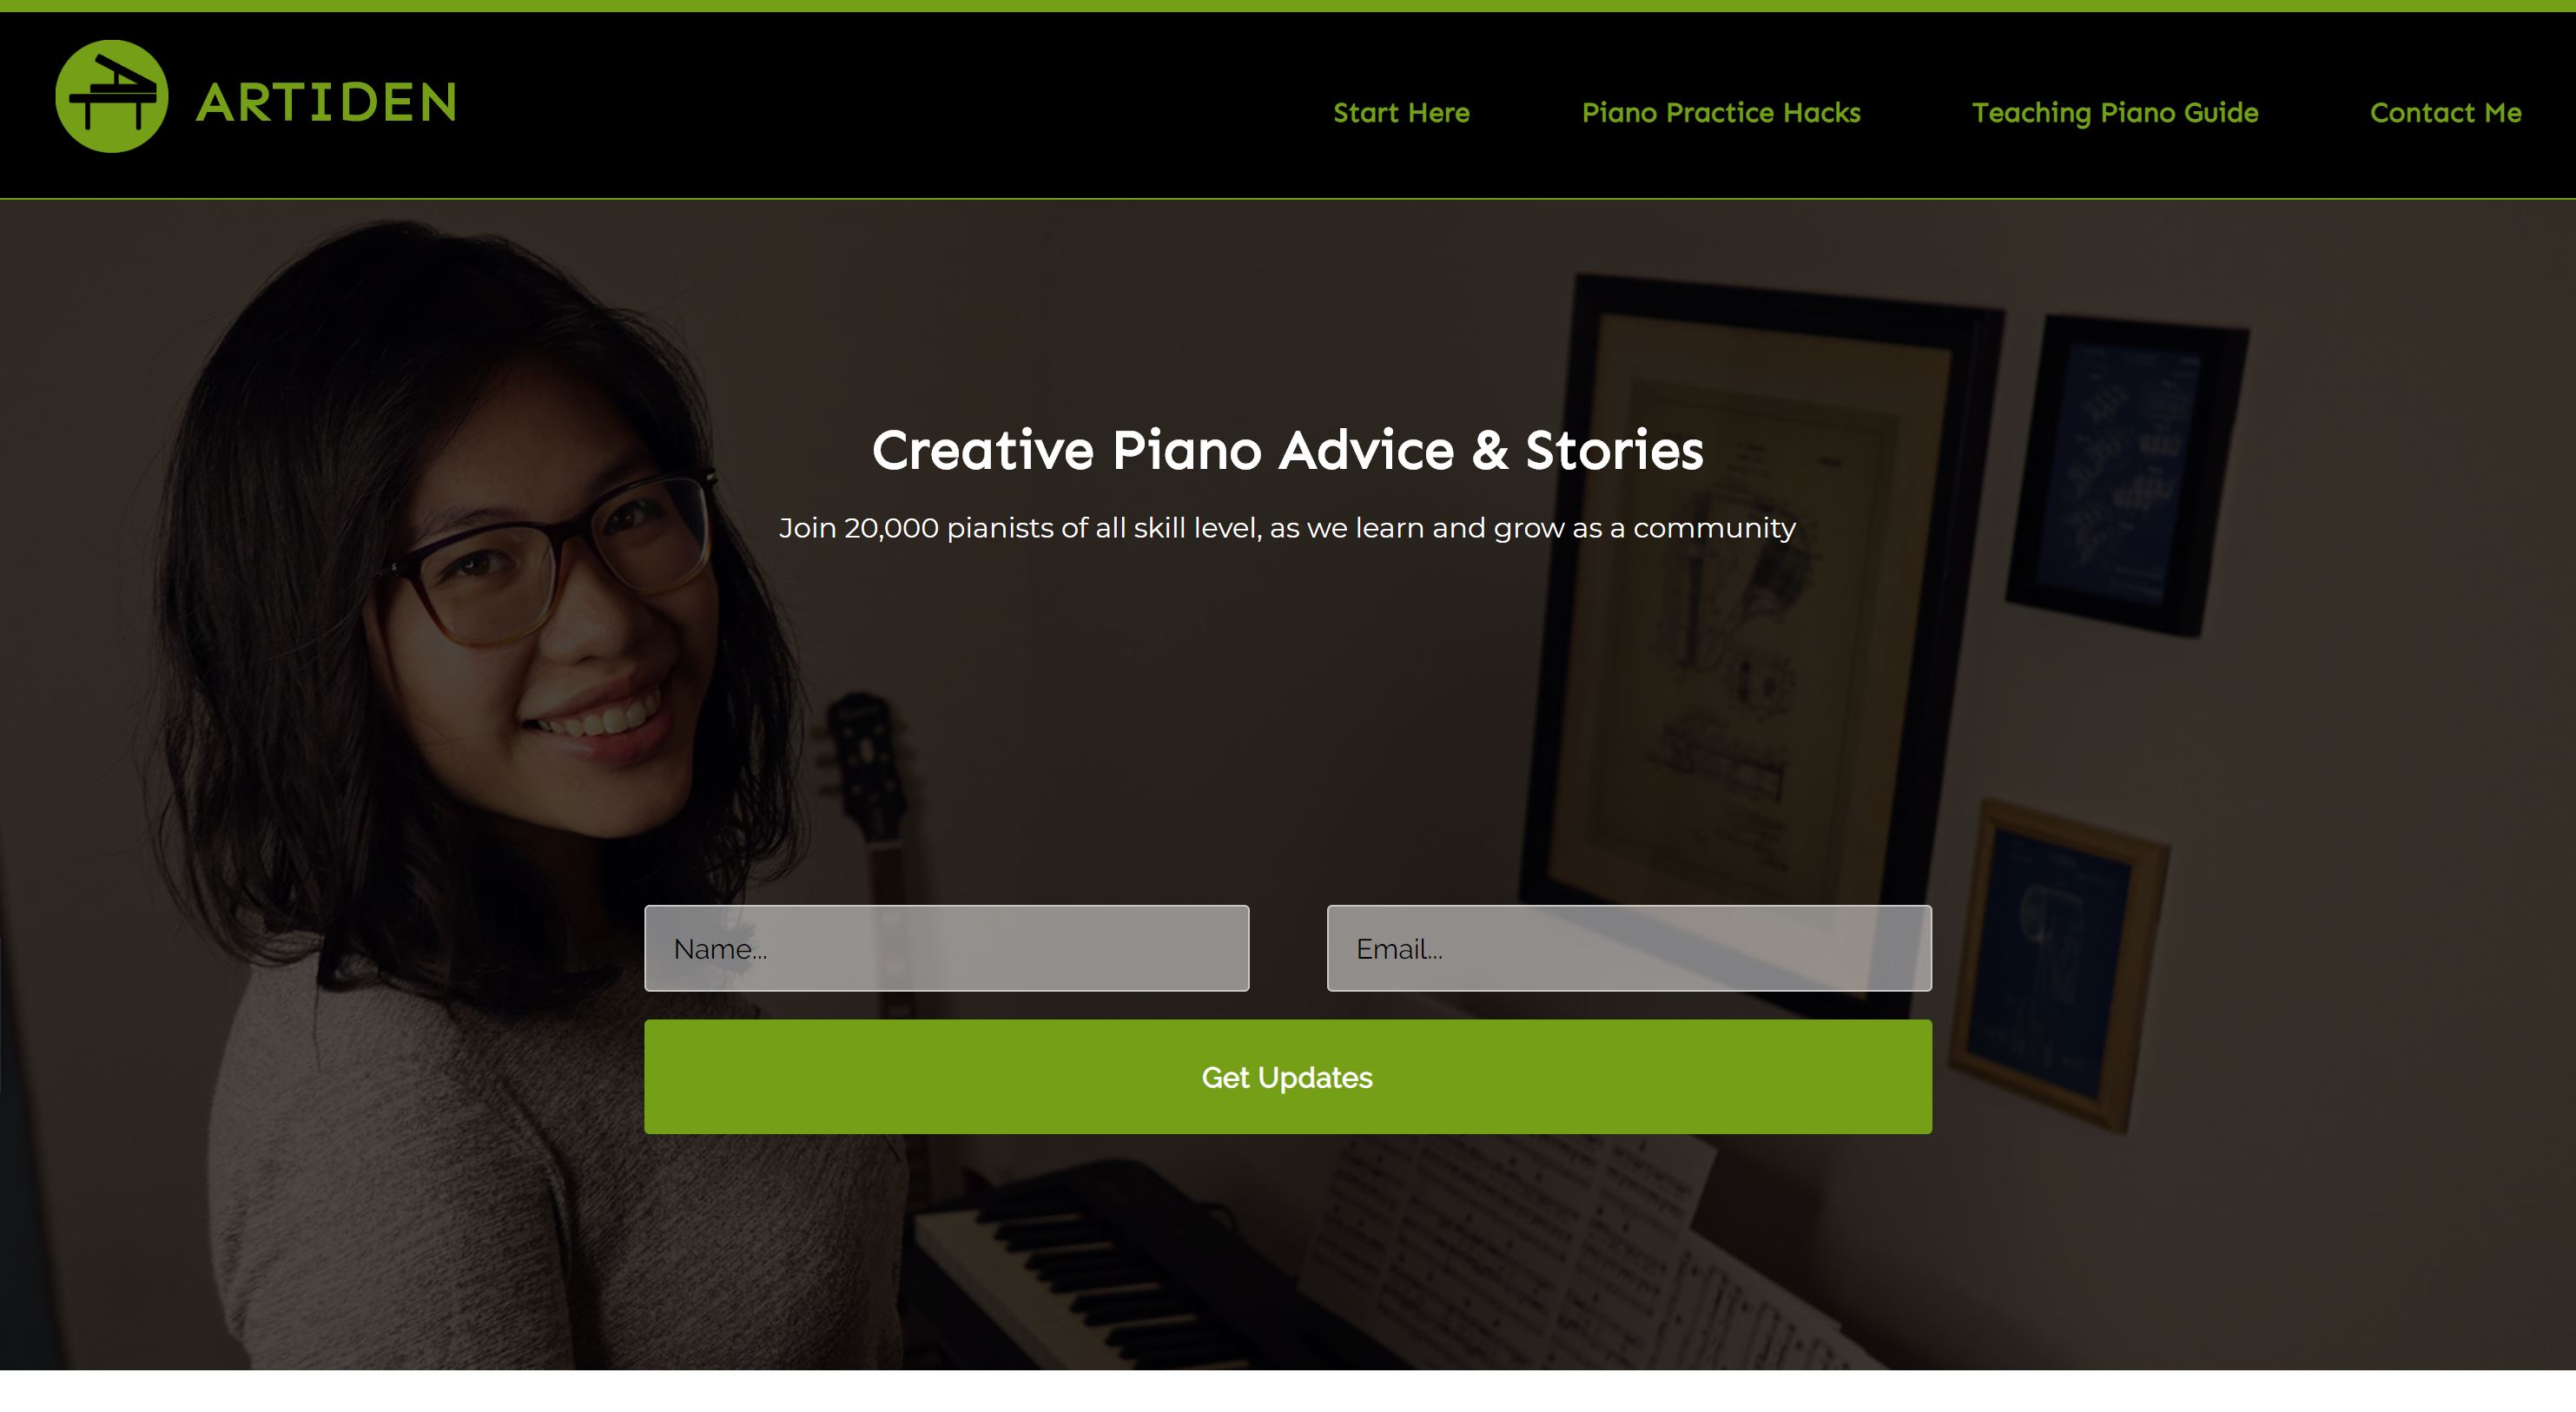 ARTIDEN
Start Here
Piano Practice Hacks
Teaching Piano Guide
Contact Me
Creative Piano Advice & Stories
Join 20,000 pianists of all skill level, as we learn and grow as a community
Name...
Email...
Get Updates